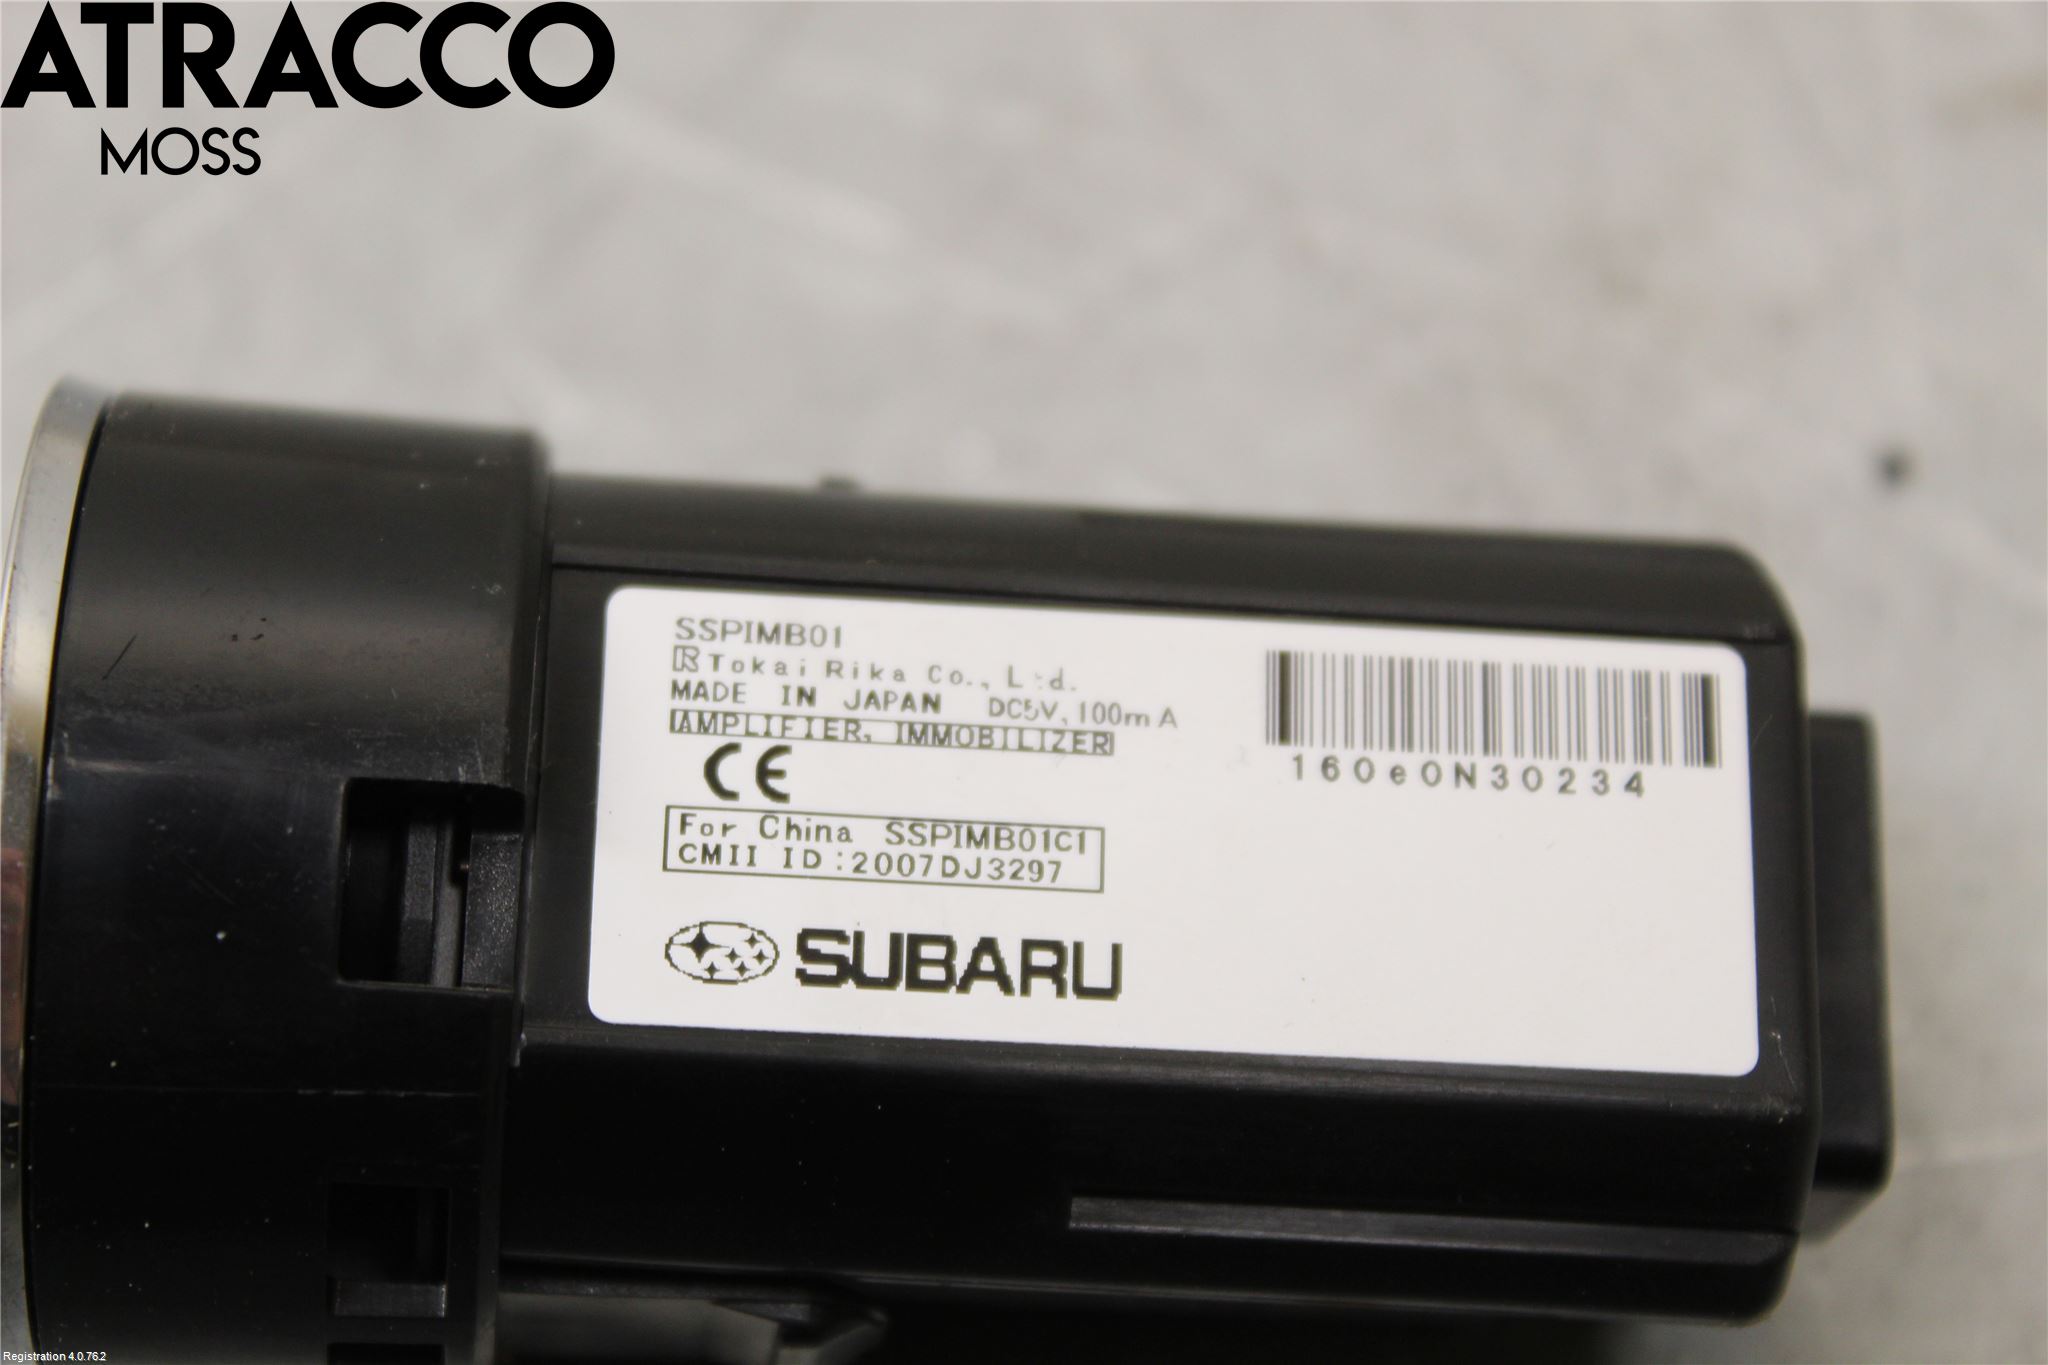 ATRACCO
MOSS
SSPIMB01
R Tokai Rika Co., Ltd.
MADE IN JAPAN DC5V, 100mA
AMPLIFIER, IMMOBILIZER
CE
160e0N30234
For China SSPIMB01C1
CMII ID:2007DJ3297
SUBARU
Registration 4.0.76.2